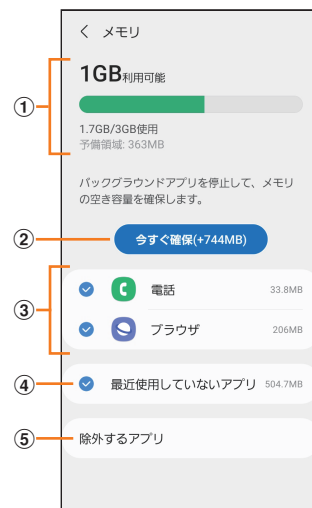 メモリ
① 1GB利用可能
1.7GB/3GB使用
予備領域: 363MB
バックグラウンドアプリを停止して、メモリ
の空き容量を確保します。
② 今すぐ確保(+744MB)
③ 電話 33.8MB
ブラウザ 206MB
④ 最近使用していないアプリ 504.7MB
⑤ 除外するアプリ